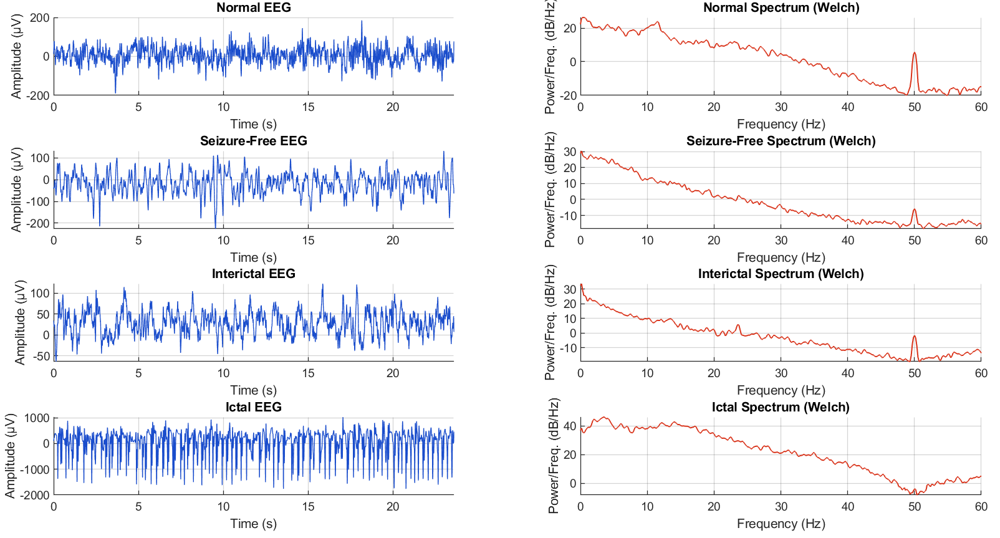 Normal EEG
Amplitude (µV)
200
0
-200
0 5 10 15 20
Time (s)
Normal Spectrum (Welch)
Power/Freq. (dB/Hz)
20
0
-20
0 10 20 30 40 50 60
Frequency (Hz)
Seizure-Free EEG
Amplitude (µV)
100
0
-100
-200
0 5 10 15 20
Time (s)
Seizure-Free Spectrum (Welch)
Power/Freq. (dB/Hz)
30
20
10
0
-10
0 10 20 30 40 50 60
Frequency (Hz)
Interictal EEG
Amplitude (µV)
100
50
0
-50
0 5 10 15 20
Time (s)
Interictal Spectrum (Welch)
Power/Freq. (dB/Hz)
30
20
10
0
-10
0 10 20 30 40 50 60
Frequency (Hz)
Ictal EEG
Amplitude (µV)
1000
0
-1000
-2000
0 5 10 15 20
Time (s)
Ictal Spectrum (Welch)
Power/Freq. (dB/Hz)
40
20
0
0 10 20 30 40 50 60
Frequency (Hz)